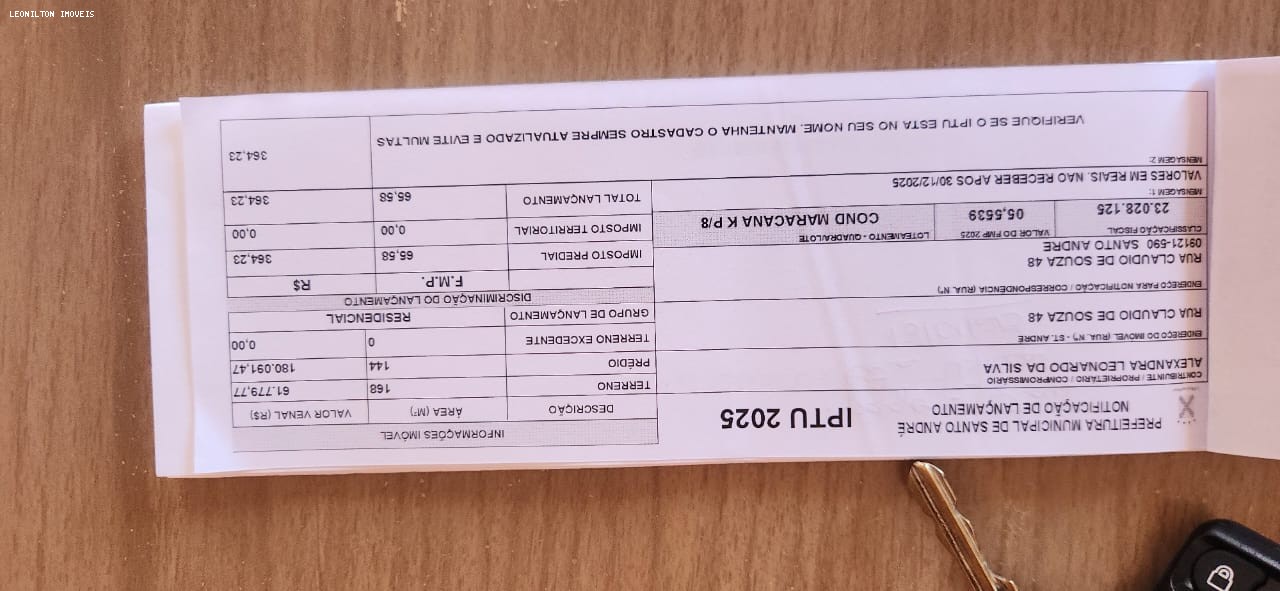 LEONILTON IMOVEIS
PREFEITURA MUNICIPAL DE SANTO ANDRÉ
NOTIFICAÇÃO DE LANÇAMENTO
IPTU 2025
CONTRIBUINTE / PROPRIETÁRIO / COMPROMISSÁRIO
ALEXANDRA LEONARDO DA SILVA
ENDEREÇO DO IMÓVEL (RUA, Nº) - ST. ANDRE
RUA CLAUDIO DE SOUZA 48
ENDEREÇO PARA NOTIFICAÇÃO / CORRESPONDÊNCIA (RUA, Nº)
RUA CLAUDIO DE SOUZA 48
09121-590 SANTO ANDRE
CLASSIFICAÇÃO FISCAL VALOR DO FMP 2025 LOTEAMENTO - QUADRA/LOTE
23.028.125 05,5539 COND MARACANA K P/8
MENSAGEM 1:
VALORES EM REAIS. NAO RECEBER APOS 30/12/2025
INFORMAÇÕES IMÓVEL
DESCRIÇÃO ÁREA (M²) VALOR VENAL (R$)
TERRENO 168 61.779,77
PRÉDIO 144 180.091,47
TERRENO EXCEDENTE 0 0,00
GRUPO DE LANÇAMENTO RESIDENCIAL
DISCRIMINAÇÃO DO LANÇAMENTO
F.M.P. R$
IMPOSTO PREDIAL 65,58 364,23
IMPOSTO TERRITORIAL 0,00 0,00
TOTAL LANÇAMENTO 65,58 364,23
MENSAGEM 2:
VERIFIQUE SE O IPTU ESTA NO SEU NOME. MANTENHA O CADASTRO SEMPRE ATUALIZADO E EVITE MULTAS
364,23